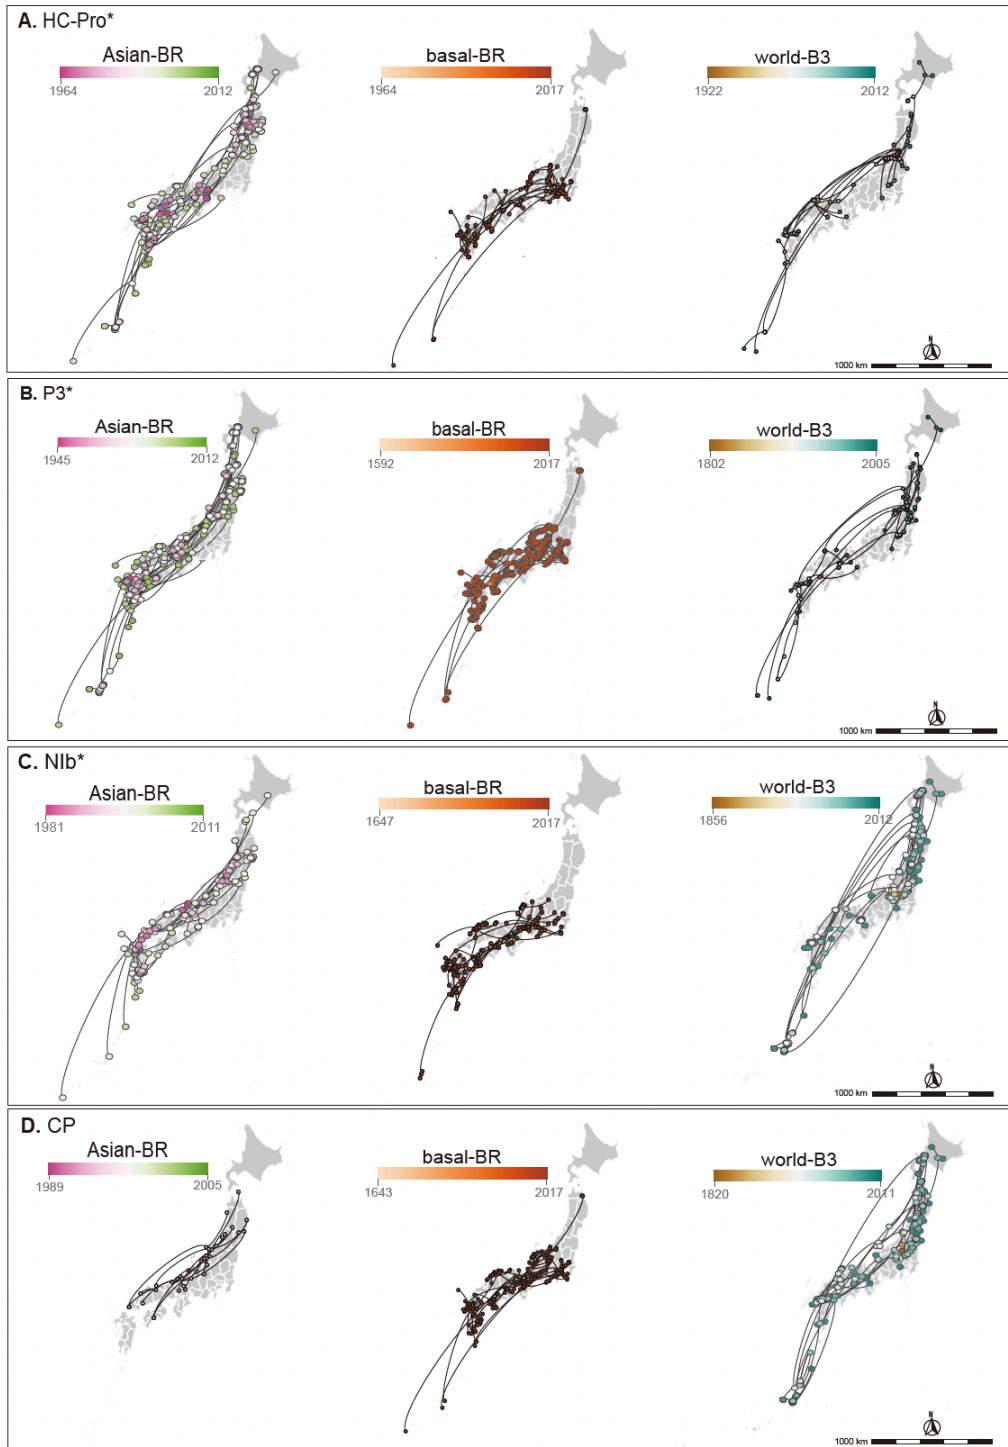 A. HC-Pro*
Asian-BR
1964 2012
basal-BR
1964 2017
world-B3
1922 2012
N
1000 km
B. P3*
Asian-BR
1945 2012
basal-BR
1592 2017
world-B3
1802 2005
N
1000 km
C. NIb*
Asian-BR
1981 2011
basal-BR
1647 2017
world-B3
1856 2012
N
1000 km
D. CP
Asian-BR
1989 2005
basal-BR
1643 2017
world-B3
1820 2011
N
1000 km